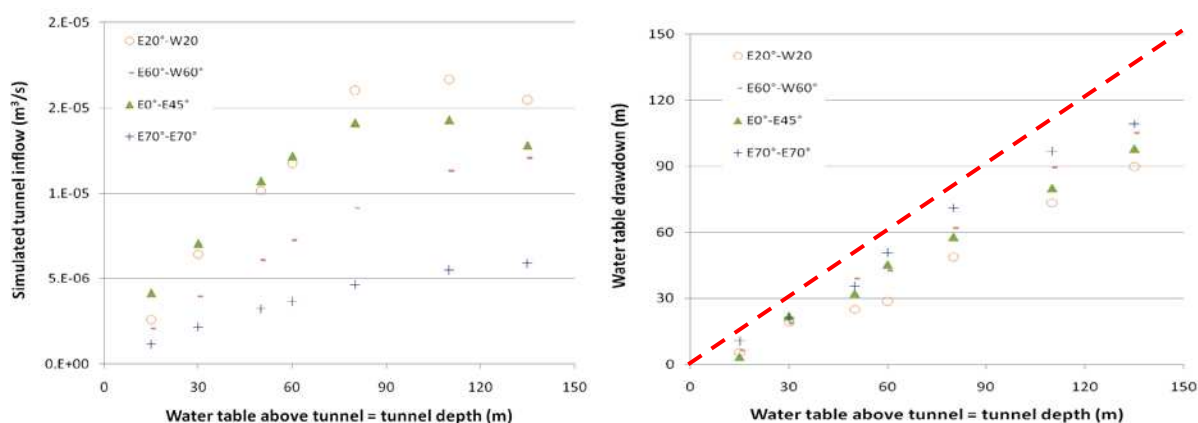 2.E-05
2.E-05
1.E-05
5.E-06
0.E+00
Simulated tunnel inflow (m³/s)
E20°-W20
E60°-W60°
E0°-E45°
E70°-E70°
0 30 60 90 120 150
Water table above tunnel = tunnel depth (m)
150
120
90
60
30
0
Water table drawdown (m)
E20°-W20
E60°-W60°
E0°-E45°
E70°-E70°
0 30 60 90 120 150
Water table above tunnel = tunnel depth (m)